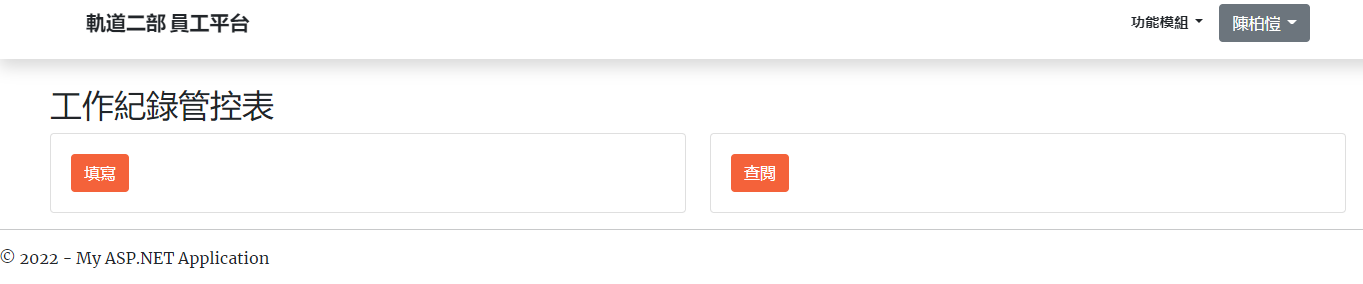 軌道二部 員工平台
功能模組
陳柏愷
工作紀錄管控表
填寫
查閱
© 2022 - My ASP.NET Application